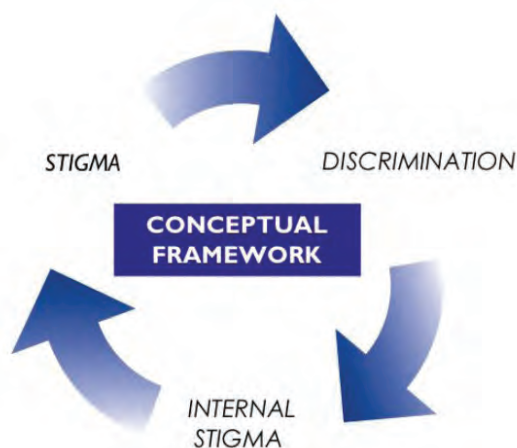 STIGMA
DISCRIMINATION
CONCEPTUAL
FRAMEWORK
INTERNAL
STIGMA